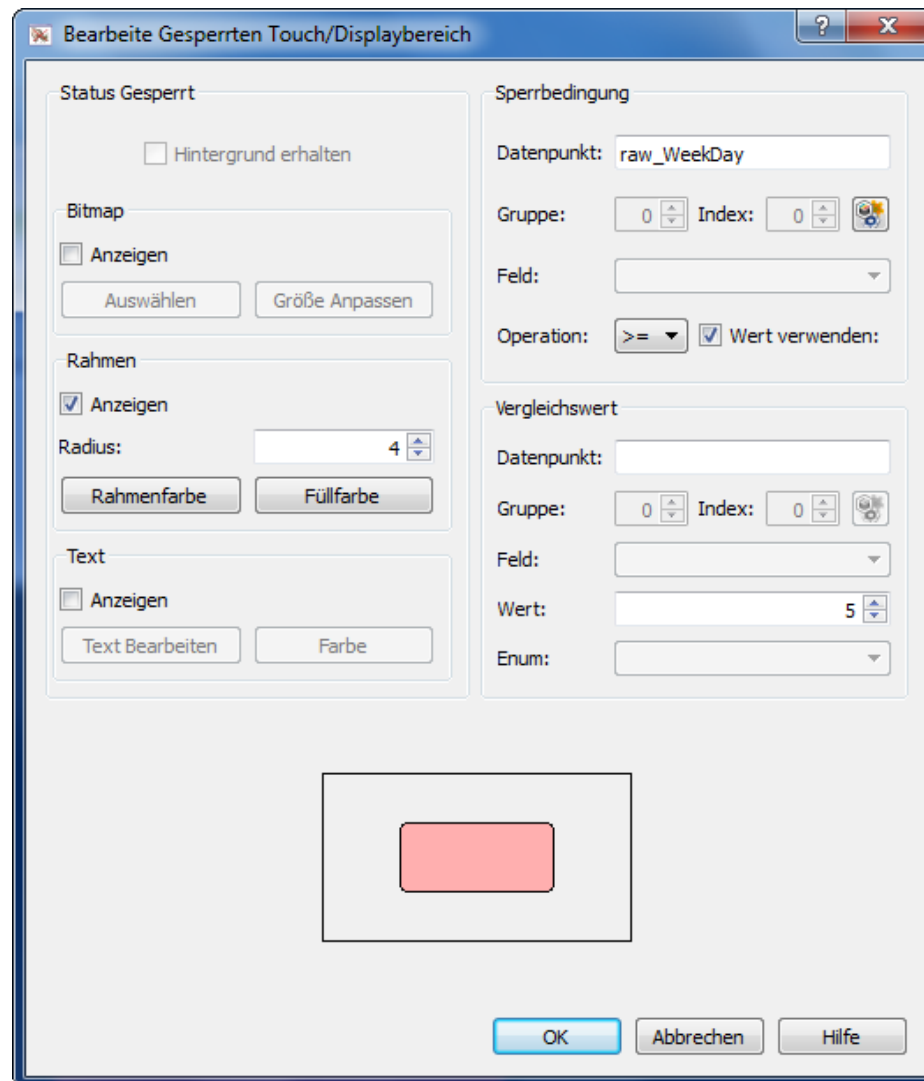 Bearbeite Gesperrten Touch/Displaybereich
Status Gesperrt
Hintergrund erhalten
Bitmap
Anzeigen
Auswählen Größe Anpassen
Rahmen
Anzeigen
Radius: 4
Rahmenfarbe Füllfarbe
Text
Anzeigen
Text Bearbeiten Farbe
Sperrbedingung
Datenpunkt: raw_WeekDay
Gruppe: 0 Index: 0
Feld:
Operation: >= Wert verwenden:
Vergleichswert
Datenpunkt:
Gruppe: 0 Index: 0
Feld:
Wert: 5
Enum:
OK Abbrechen Hilfe